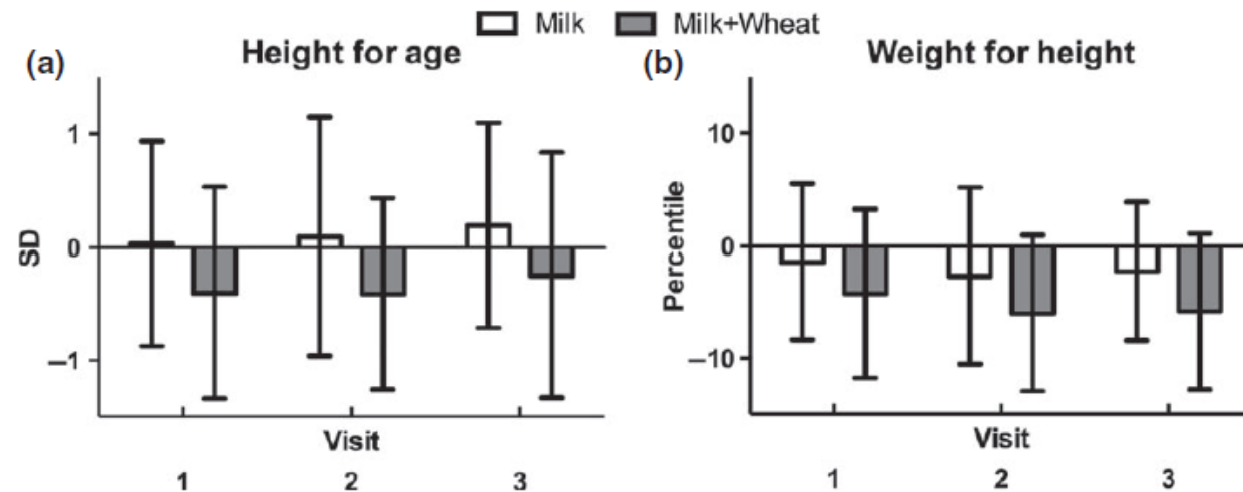 Milk Milk+Wheat
(a) Height for age
SD
1
0
−1
Visit
1 2 3
(b) Weight for height
Percentile
10
0
−10
Visit
1 2 3